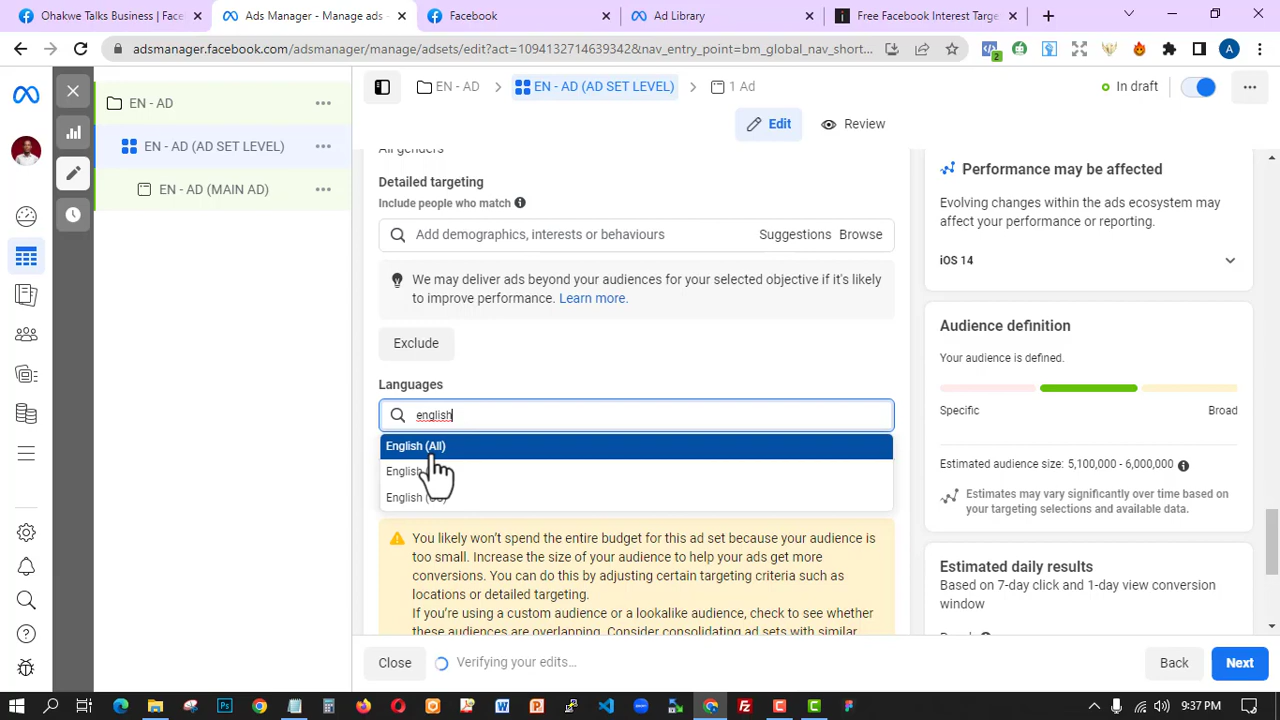 Ohakwe Talks Business | Faceb
Ads Manager - Manage ads -
Facebook
Ad Library
Free Facebook Interest Targe
adsmanager.facebook.com/adsmanager/manage/adsets/edit?act=1094132714639342&nav_entry_point=bm_global_nav_short...
2
A
EN - AD
EN - AD (AD SET LEVEL)
EN - AD (MAIN AD)
EN - AD
EN - AD (AD SET LEVEL)
1 Ad
In draft
Edit
Review
All genders
Detailed targeting
Include people who match
Add demographics, interests or behaviours
Suggestions
Browse
We may deliver ads beyond your audiences for your selected objective if it's likely
to improve performance. Learn more.
Exclude
Languages
english
English (All)
English
English
You likely won't spend the entire budget for this ad set because your audience is
too small. Increase the size of your audience to help your ads get more
conversions. You can do this by adjusting certain targeting criteria such as
locations or detailed targeting.
If you're using a custom audience or a lookalike audience, check to see whether
these audiences are overlapping. Consider consolidating ad sets with similar
Performance may be affected
Evolving changes within the ads ecosystem may
affect your performance or reporting.
iOS 14
Audience definition
Your audience is defined.
Specific
Broad
Estimated audience size: 5,100,000 - 6,000,000
Estimates may vary significantly over time based on
your targeting selections and available data.
Estimated daily results
Based on 7-day click and 1-day view conversion
window
Close
Verifying your edits...
Back
Next
9:37 PM